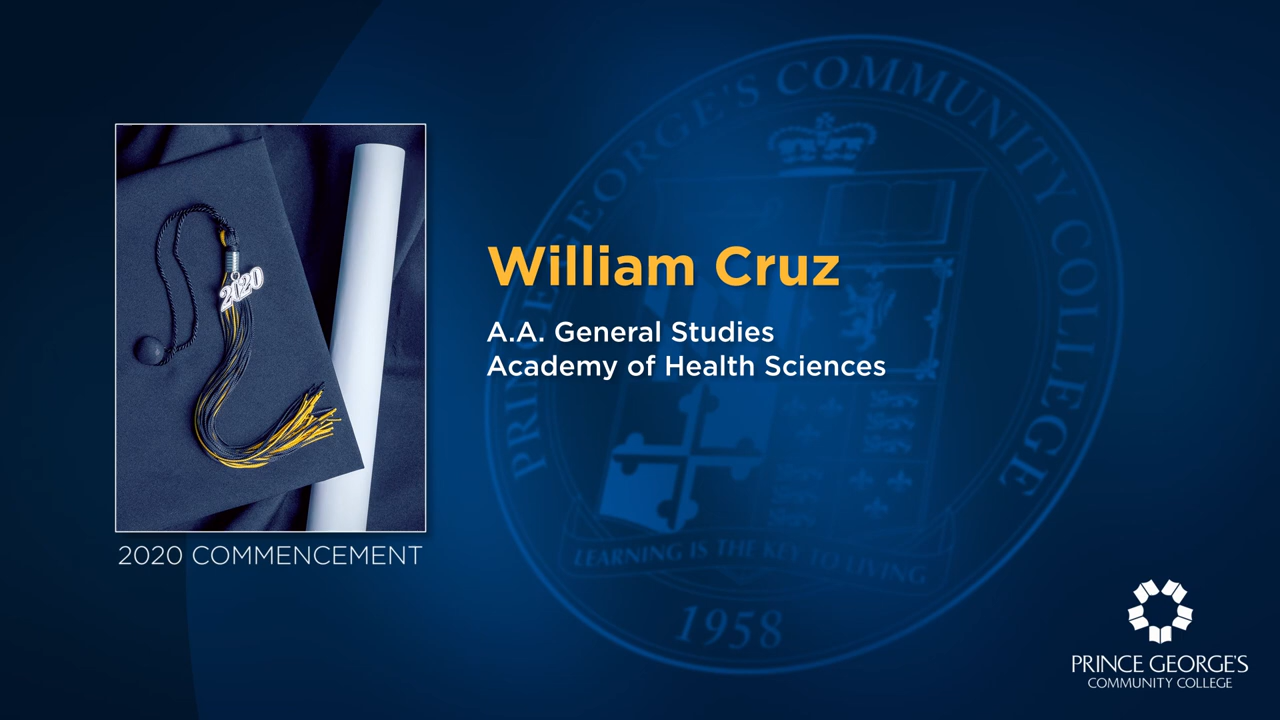 PRINCE GEORGE'S COMMUNITY COLLEGE
2020
William Cruz
A.A. General Studies
Academy of Health Sciences
2020 COMMENCEMENT
LEARNING IS THE KEY TO LIVING
1958
PRINCE GEORGE'S
COMMUNITY COLLEGE